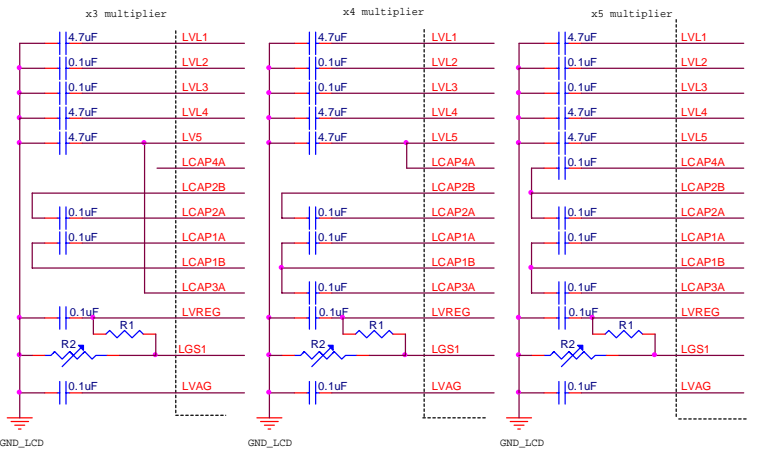 x3 multiplier
4.7uF LVL1
0.1uF LVL2
0.1uF LVL3
4.7uF LVL4
4.7uF LV5
LCAP4A
LCAP2B
0.1uF LCAP2A
0.1uF LCAP1A
LCAP1B
LCAP3A
0.1uF LVREG
R1
R2 LGS1
0.1uF LVAG
GND_LCD
x4 multiplier
4.7uF LVL1
0.1uF LVL2
0.1uF LVL3
4.7uF LVL4
4.7uF LVL5
LCAP4A
LCAP2B
0.1uF LCAP2A
0.1uF LCAP1A
LCAP1B
0.1uF LCAP3A
0.1uF LVREG
R1
R2 LGS1
0.1uF LVAG
GND_LCD
x5 multiplier
4.7uF LVL1
0.1uF LVL2
0.1uF LVL3
4.7uF LVL4
4.7uF LVL5
0.1uF LCAP4A
LCAP2B
0.1uF LCAP2A
0.1uF LCAP1A
LCAP1B
0.1uF LCAP3A
0.1uF LVREG
R1
R2 LGS1
0.1uF LVAG
GND_LCD